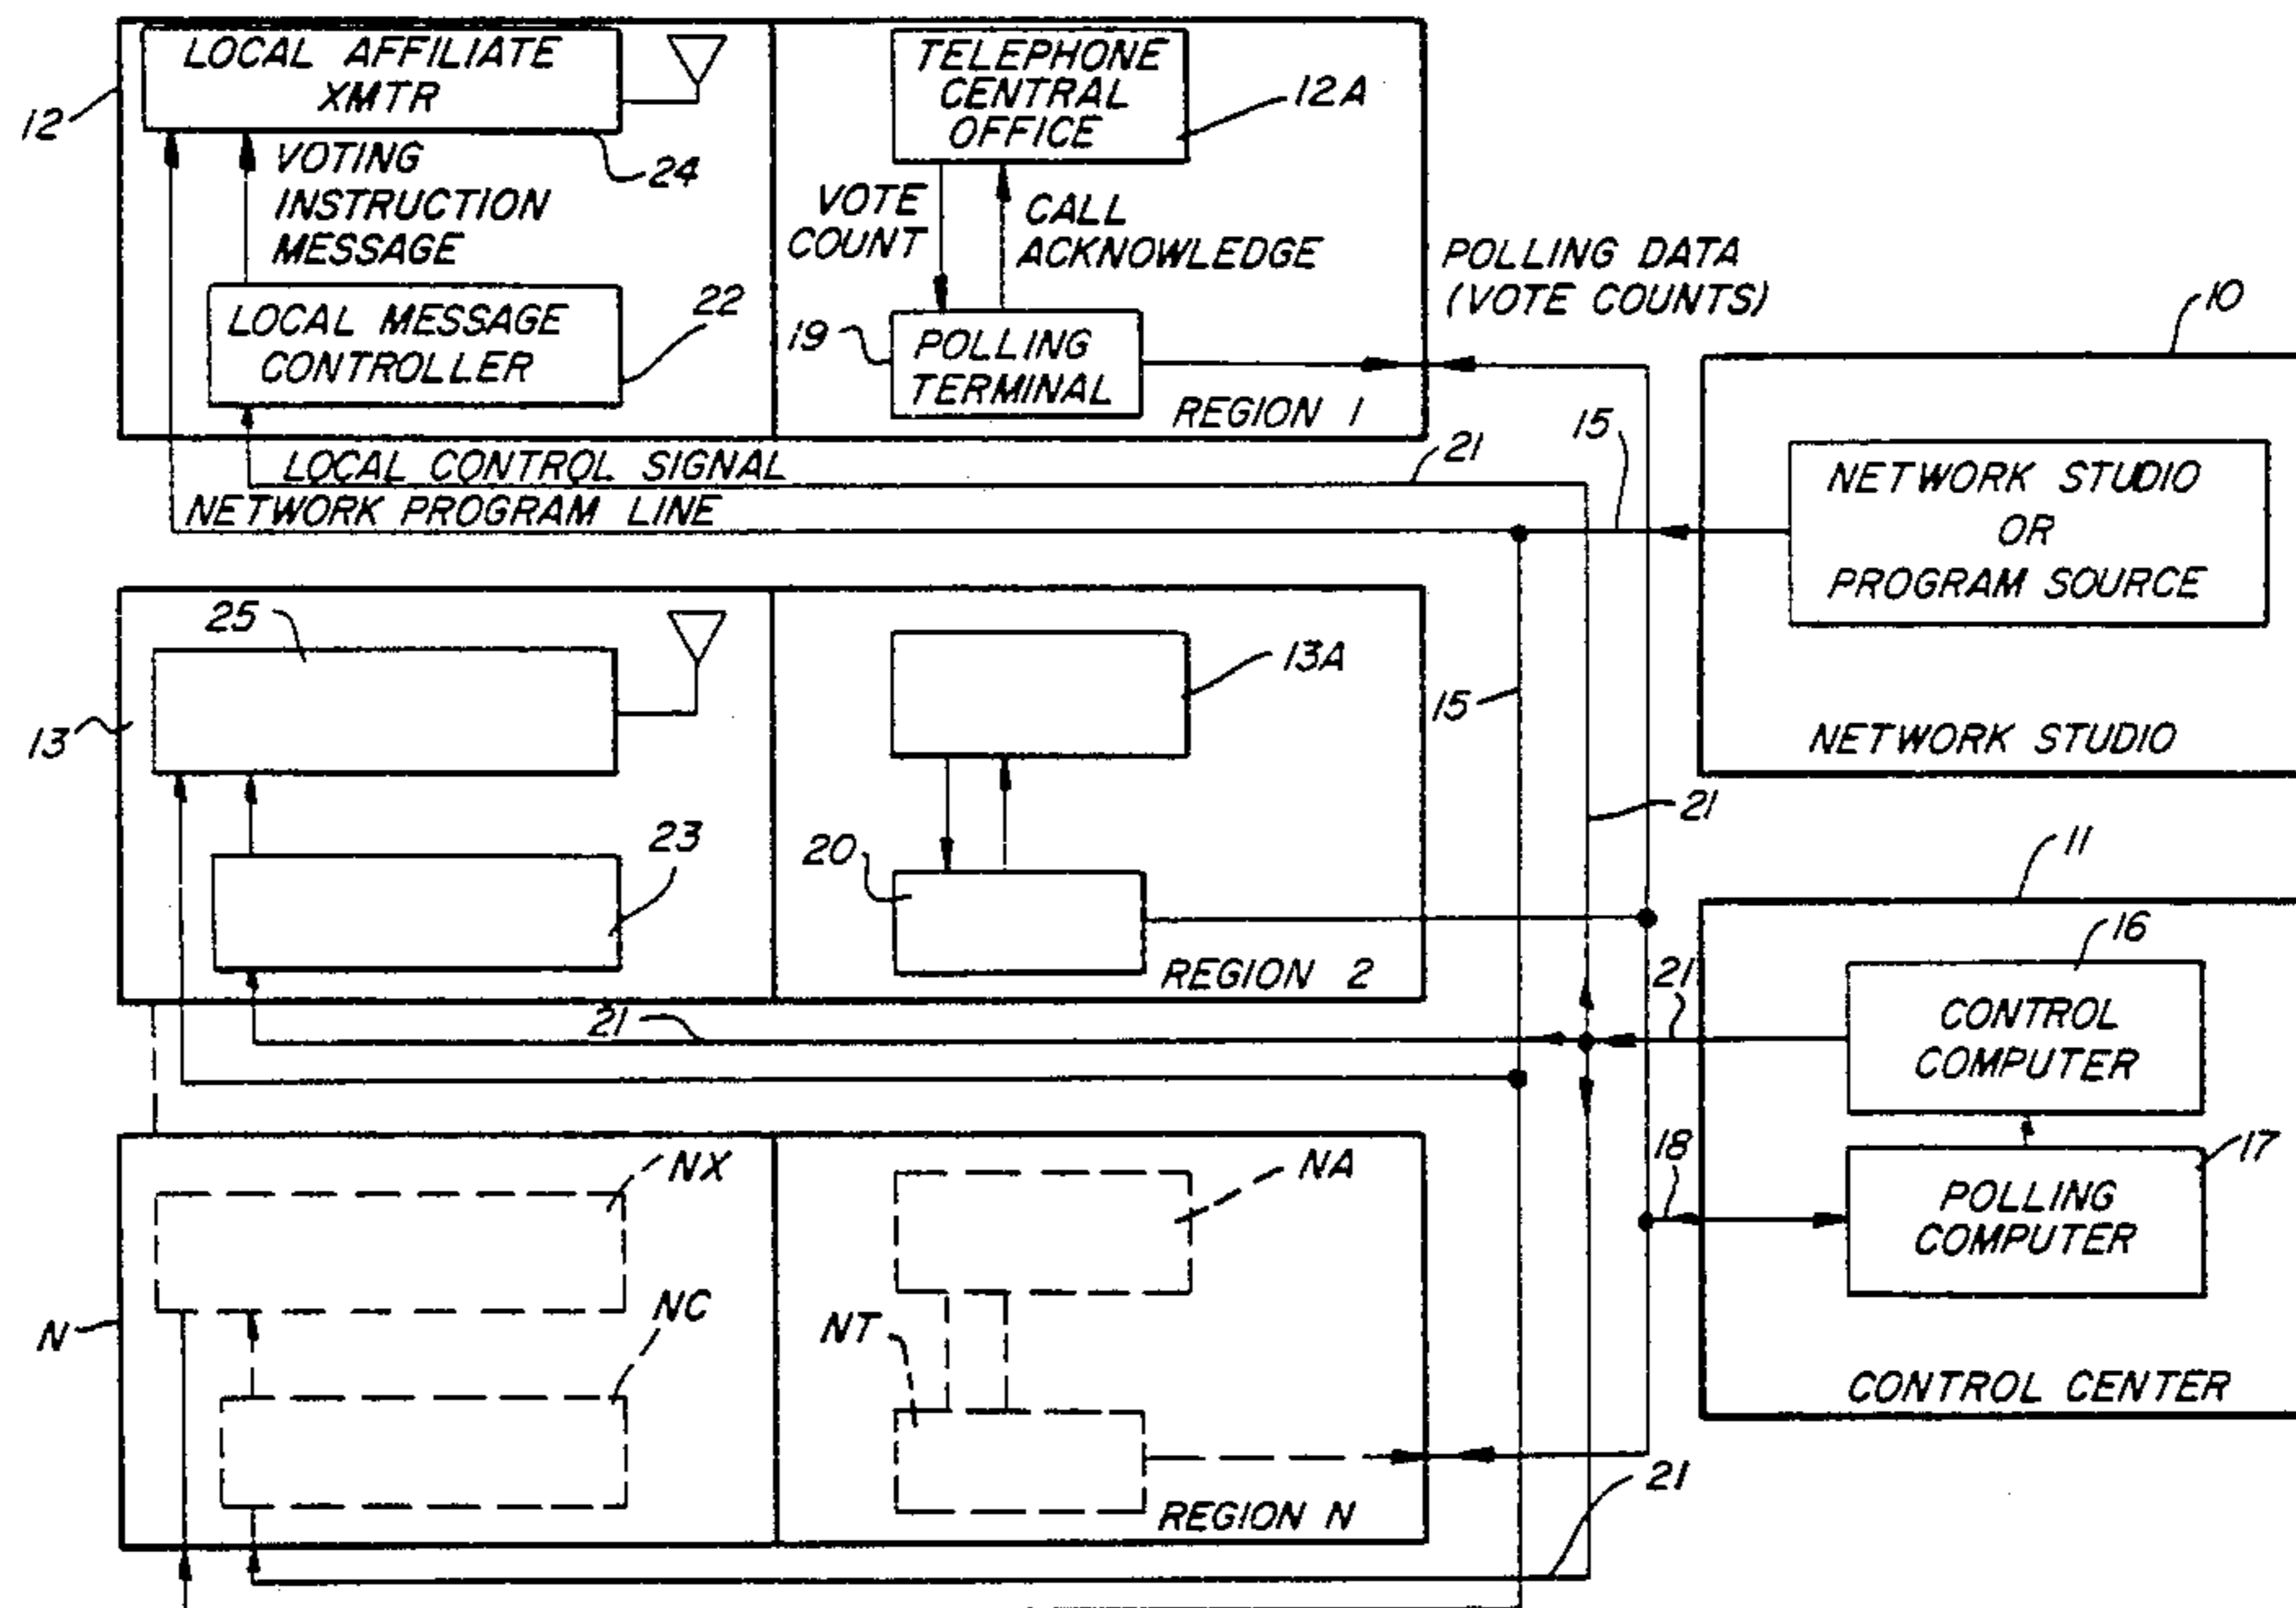 LOCAL AFFILIATE
XMTR
12
24
VOTING
INSTRUCTION
MESSAGE
LOCAL MESSAGE
CONTROLLER
22
TELEPHONE
CENTRAL
OFFICE
12A
VOTE
COUNT
CALL
ACKNOWLEDGE
19
POLLING
TERMINAL
REGION 1
POLLING DATA
(VOTE COUNTS)
10
NETWORK STUDIO
OR
PROGRAM SOURCE
NETWORK STUDIO
15
LOCAL CONTROL SIGNAL
21
NETWORK PROGRAM LINE
25
13
23
13A
20
REGION 2
15
21
11
16
CONTROL
COMPUTER
21
21
17
POLLING
COMPUTER
18
CONTROL CENTER
NX
NC
N
NA
NT
REGION N
21